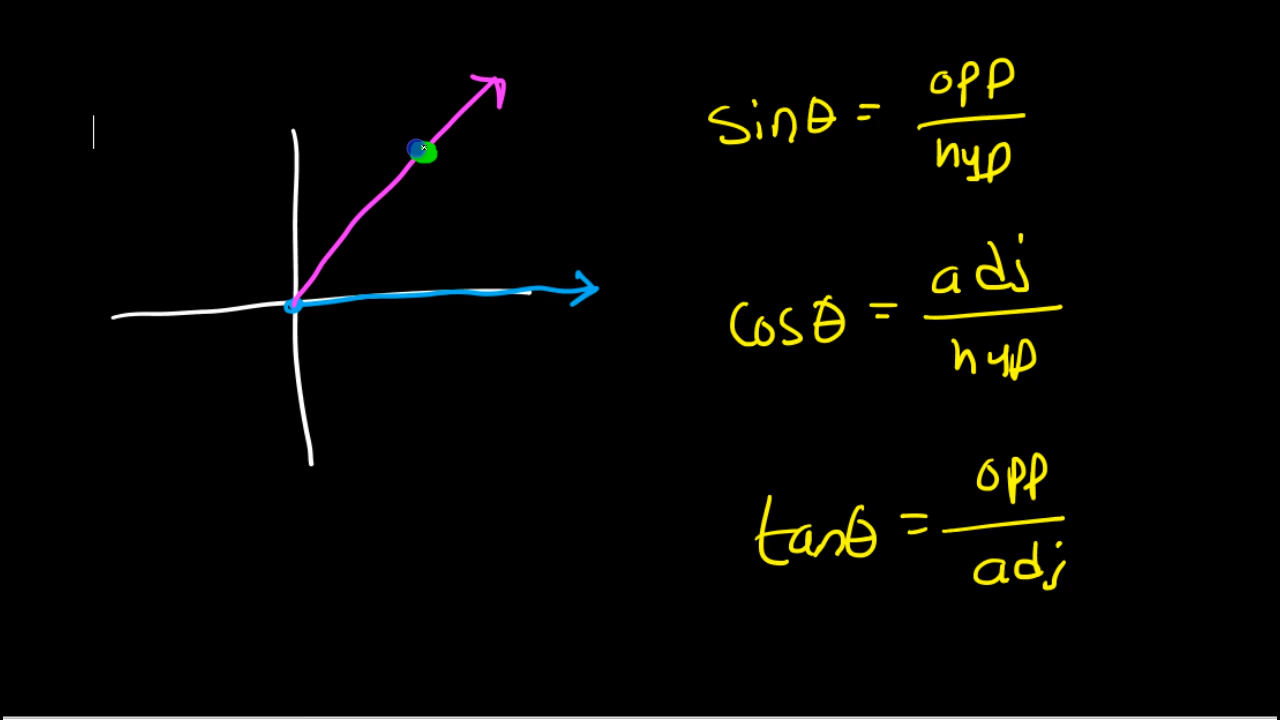 sinθ = opp/hyp
cosθ = adj/hyp
tanθ = opp/adj